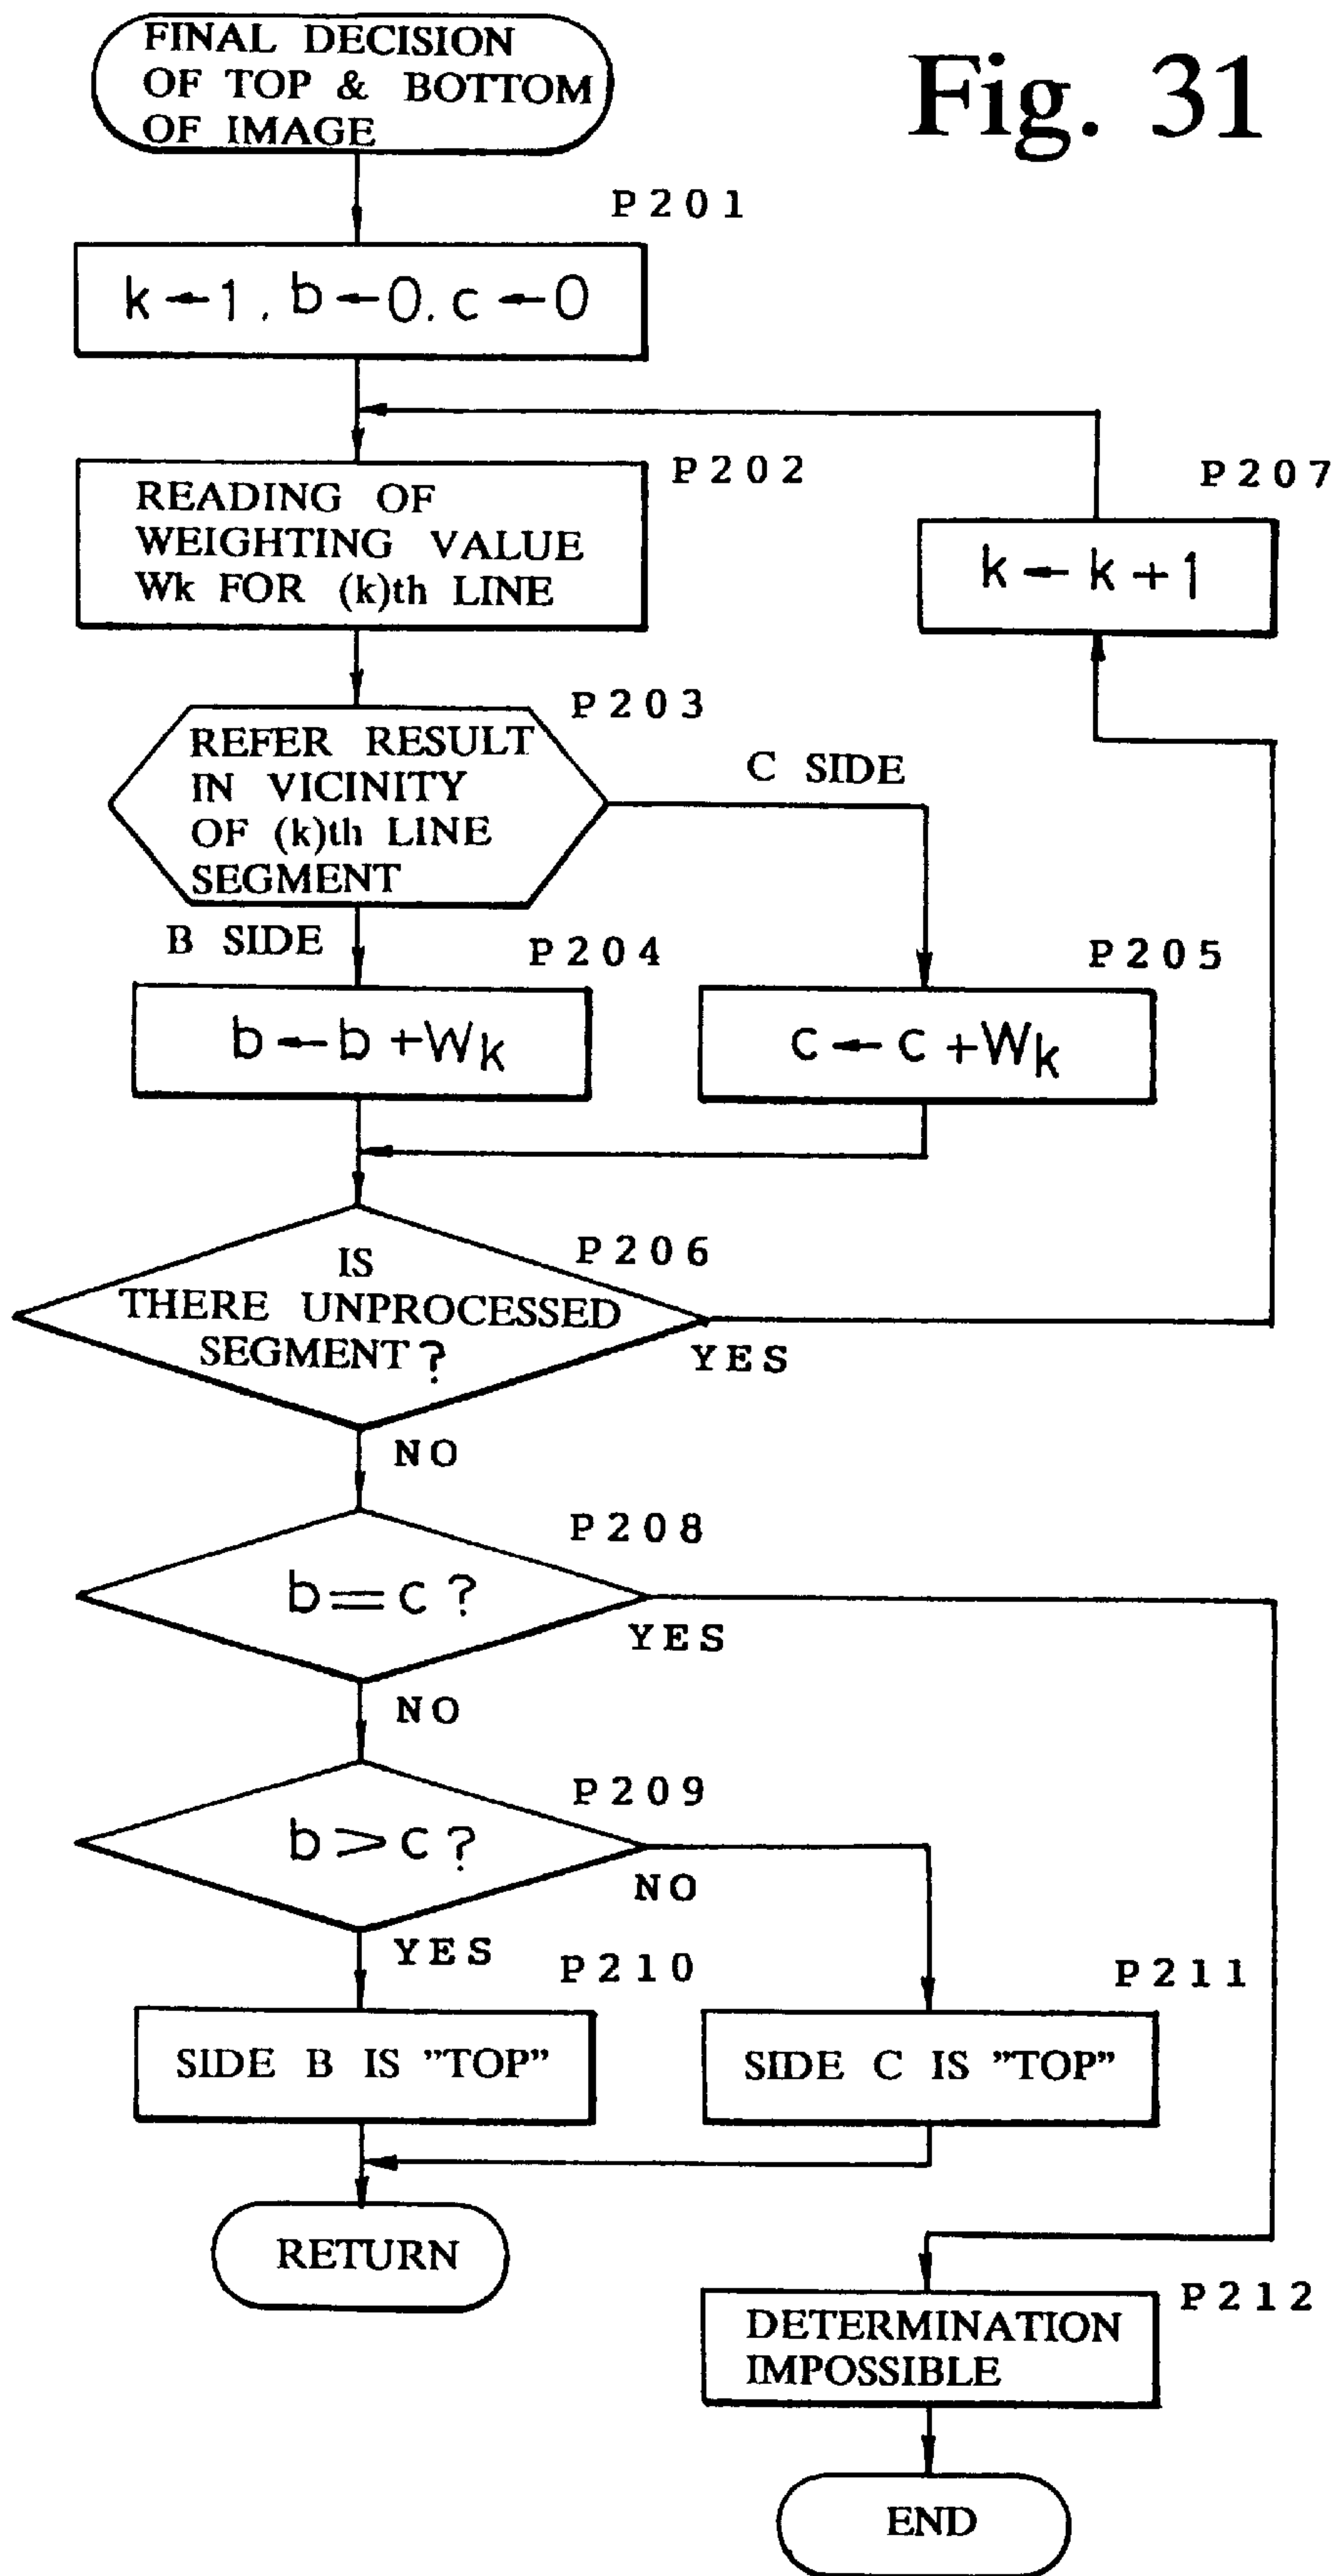 Fig. 31
FINAL DECISION
OF TOP & BOTTOM
OF IMAGE
P201
k←1, b←0, c←0
P202
READING OF
WEIGHTING VALUE
Wk FOR (k)th LINE
P207
k←k+1
P203
REFER RESULT
IN VICINITY
OF (k)th LINE
SEGMENT
C SIDE
B SIDE
P204
b←b+Wk
P205
c←c+Wk
P206
IS
THERE UNPROCESSED
SEGMENT?
YES
NO
P208
b=c?
YES
NO
P209
b>c?
NO
YES
P210
SIDE B IS "TOP"
P211
SIDE C IS "TOP"
RETURN
P212
DETERMINATION
IMPOSSIBLE
END